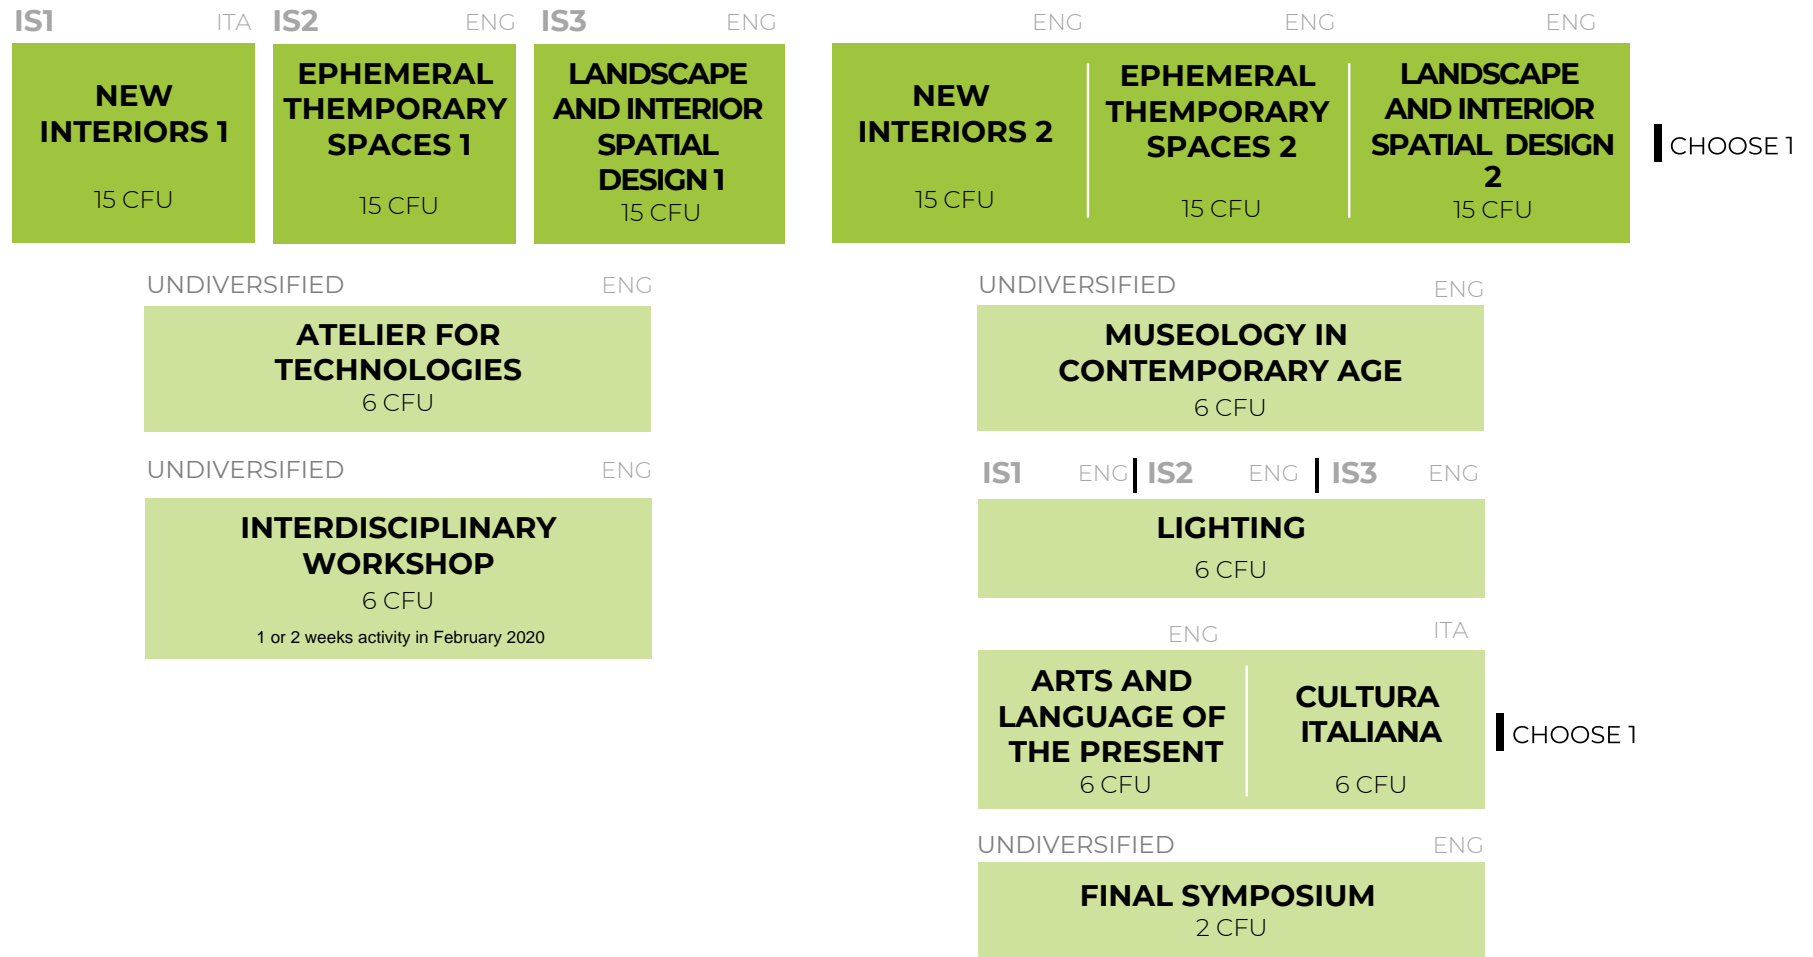 IS1 ITA IS2 ENG IS3 ENG
NEW
INTERIORS 1
15 CFU
EPHEMERAL
THEMPORARY
SPACES 1
15 CFU
LANDSCAPE
AND INTERIOR
SPATIAL
DESIGN 1
15 CFU
UNDIVERSIFIED ENG
ATELIER FOR
TECHNOLOGIES
6 CFU
UNDIVERSIFIED ENG
INTERDISCIPLINARY
WORKSHOP
6 CFU
1 or 2 weeks activity in February 2020
ENG ENG ENG
NEW
INTERIORS 2
15 CFU
EPHEMERAL
THEMPORARY
SPACES 2
15 CFU
LANDSCAPE
AND INTERIOR
SPATIAL DESIGN
2
15 CFU
CHOOSE 1
UNDIVERSIFIED ENG
MUSEOLOGY IN
CONTEMPORARY AGE
6 CFU
IS1 ENG IS2 ENG IS3 ENG
LIGHTING
6 CFU
ENG ITA
ARTS AND
LANGUAGE OF
THE PRESENT
6 CFU
CULTURA
ITALIANA
6 CFU
CHOOSE 1
UNDIVERSIFIED ENG
FINAL SYMPOSIUM
2 CFU